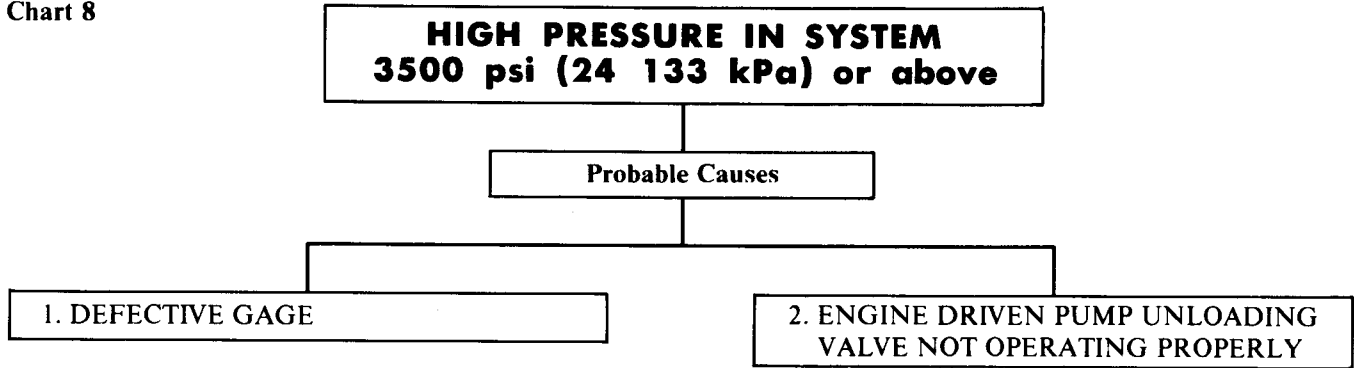 Chart 8
HIGH PRESSURE IN SYSTEM
3500 psi (24 133 kPa) or above
Probable Causes
1. DEFECTIVE GAGE
2. ENGINE DRIVEN PUMP UNLOADING
VALVE NOT OPERATING PROPERLY